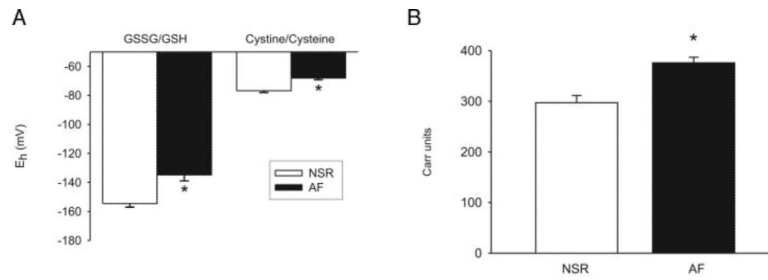 A
GSSG/GSH
Cystine/Cysteine
-60
-80
-100
-120
-140
-160
-180
Eh (mV)
*
*
NSR
AF
B
*
400
300
200
100
0
Carr units
NSR
AF